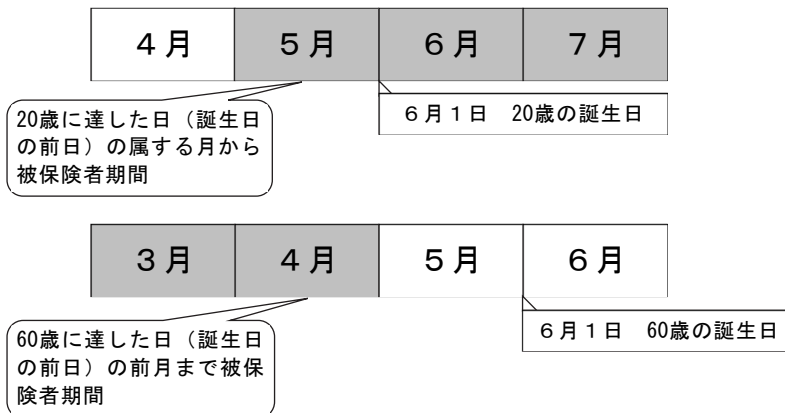 ４月 ５月 ６月 ７月
６月１日　20歳の誕生日
20歳に達した日（誕生日
の前日）の属する月から
被保険者期間
３月 ４月 ５月 ６月
６月１日　60歳の誕生日
60歳に達した日（誕生日
の前日）の前月まで被保
険者期間